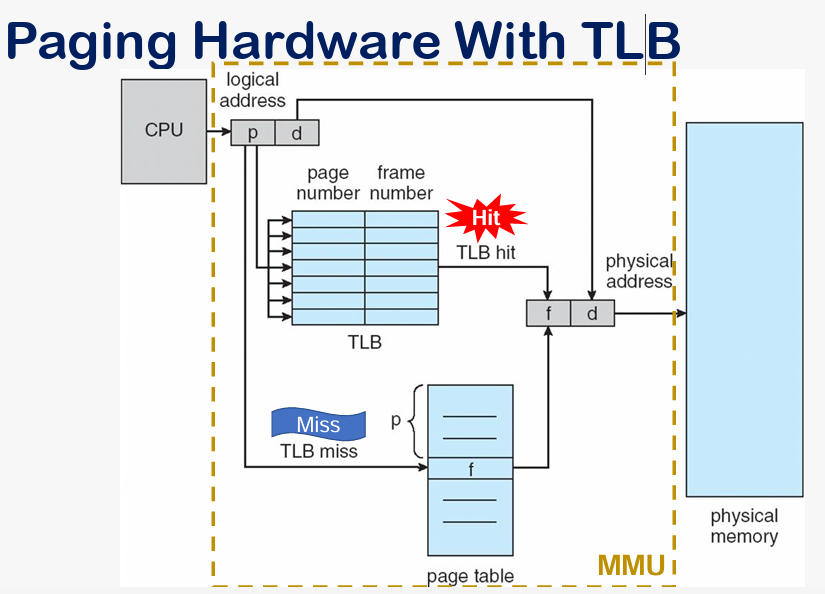 Paging Hardware With TLB
logical
address
CPU
p
d
page
number
frame
number
Hit
TLB hit
physical
address
f
d
TLB
Miss
TLB miss
p
f
physical
memory
MMU
page table